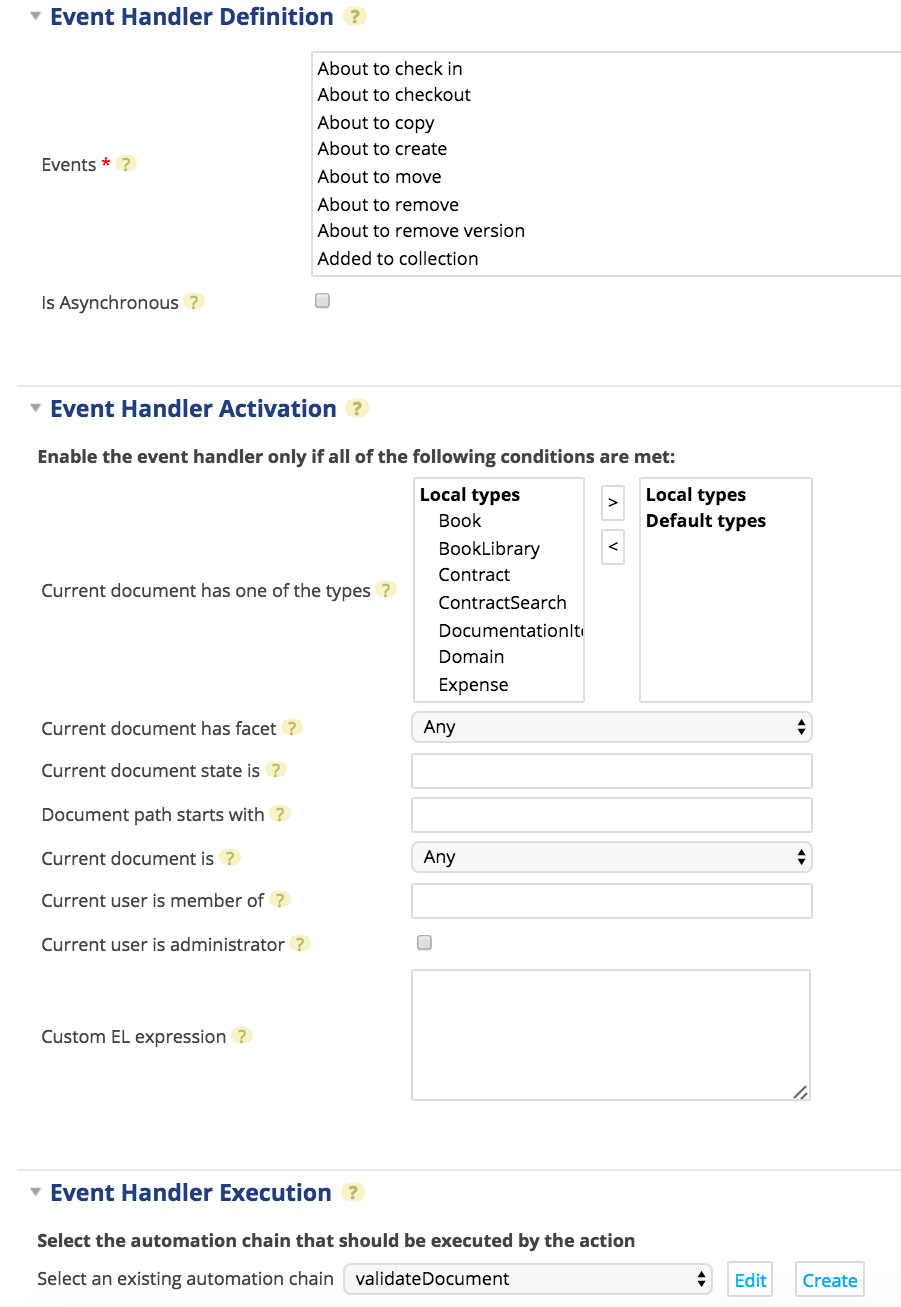 Event Handler Definition ?
About to check in
About to checkout
About to copy
About to create
Events * ?
About to move
About to remove
About to remove version
Added to collection
Is Asynchronous ?
Event Handler Activation ?
Enable the event handler only if all of the following conditions are met:
Local types
Book
BookLibrary
Contract
ContractSearch
DocumentationIt
Domain
Expense
>
<
Local types
Default types
Current document has one of the types ?
Current document has facet ? Any
Current document state is ?
Document path starts with ?
Current document is ? Any
Current user is member of ?
Current user is administrator ?
Custom EL expression ?
Event Handler Execution ?
Select the automation chain that should be executed by the action
Select an existing automation chain validateDocument Edit Create